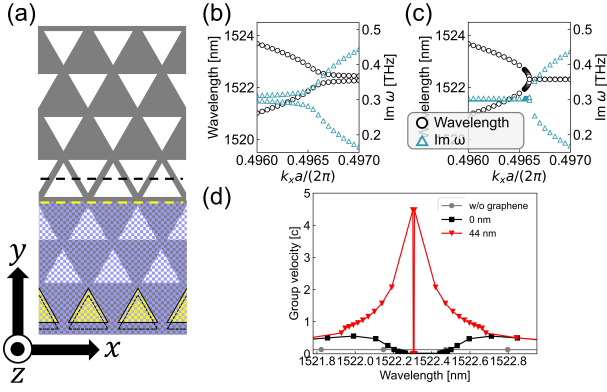 (a)
y
z
x
(b)
Wavelength [nm]
1524
1522
1520
0.5
0.4
0.3
0.2
Im ω [THz]
0.4960
0.4965
0.4970
kₓa/(2π)
(c)
Wavelength [nm]
1524
1522
0.5
0.4
0.3
0.2
Im ω [THz]
Wavelength
Im ω
0.4960
0.4965
0.4970
kₓa/(2π)
(d)
Group velocity [c]
5
4
3
2
1
0
w/o graphene
0 nm
44 nm
1521.8
1522.0
1522.2
1522.4
1522.6
1522.8
Wavelength [nm]